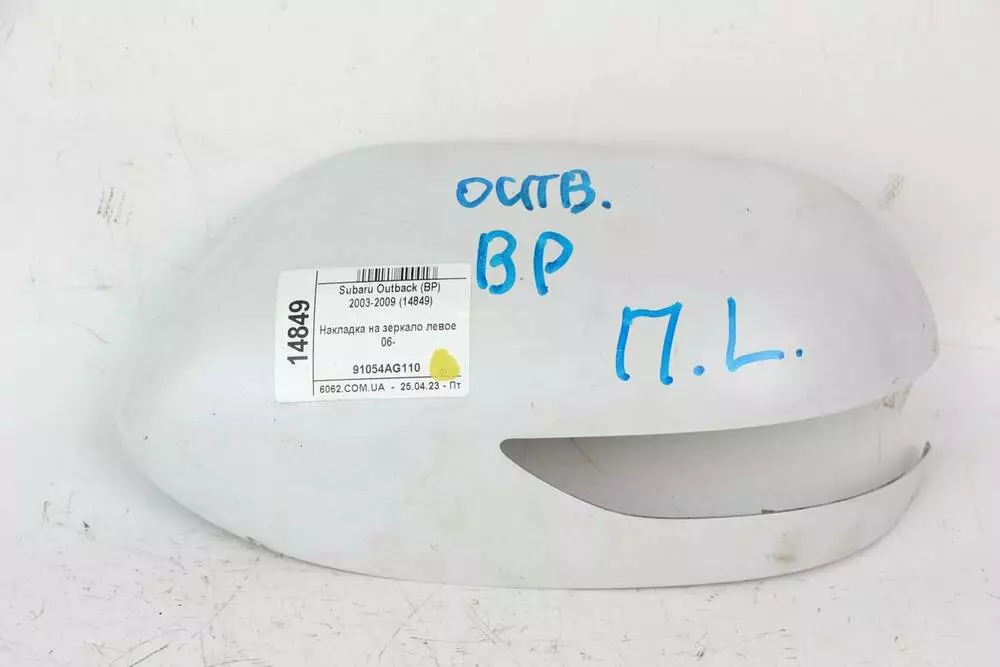 оитв.
BP
П.L.
14849
Subaru Outback (BP)
2003-2009 (14849)
Накладка на зеркало левое
06-
91054AG110
6062.COM.UA - 25.04.23 - Пт